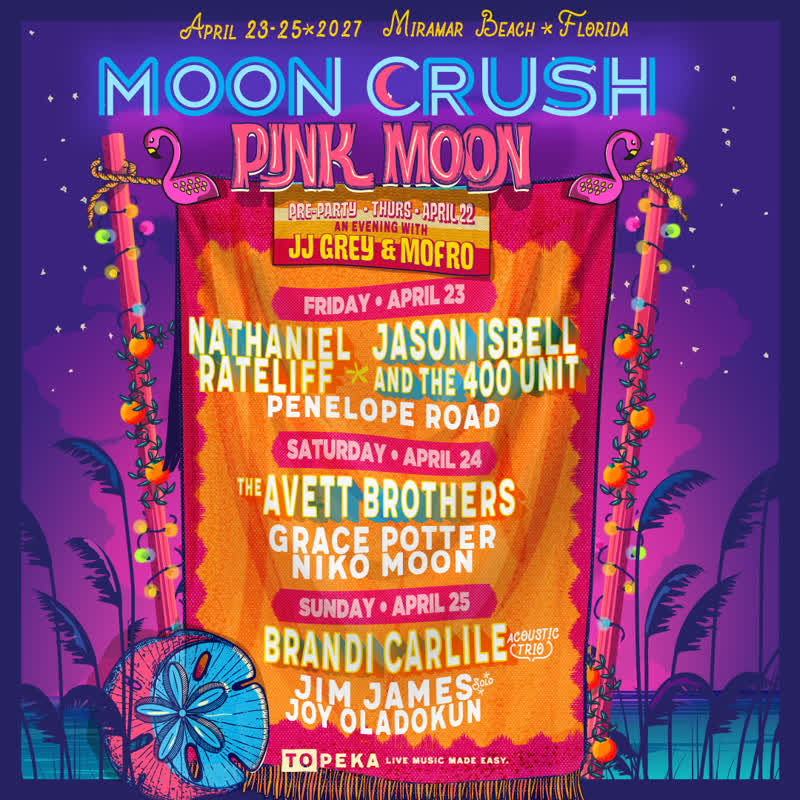 April 23-25*2027 Miramar Beach * Florida
MOON CRUSH
PINK MOON
PRE-PARTY • THURS • APRIL 22
AN EVENING WITH
JJ GREY & MOFRO
FRIDAY • APRIL 23
NATHANIEL RATELIFF * JASON ISBELL AND THE 400 UNIT
PENELOPE ROAD
SATURDAY • APRIL 24
THE AVETT BROTHERS
GRACE POTTER
NIKO MOON
SUNDAY • APRIL 25
BRANDI CARLILE ACOUSTIC TRIO
JIM JAMES *SOLO*
JOY OLADOKUN
TOPEKA LIVE MUSIC MADE EASY.